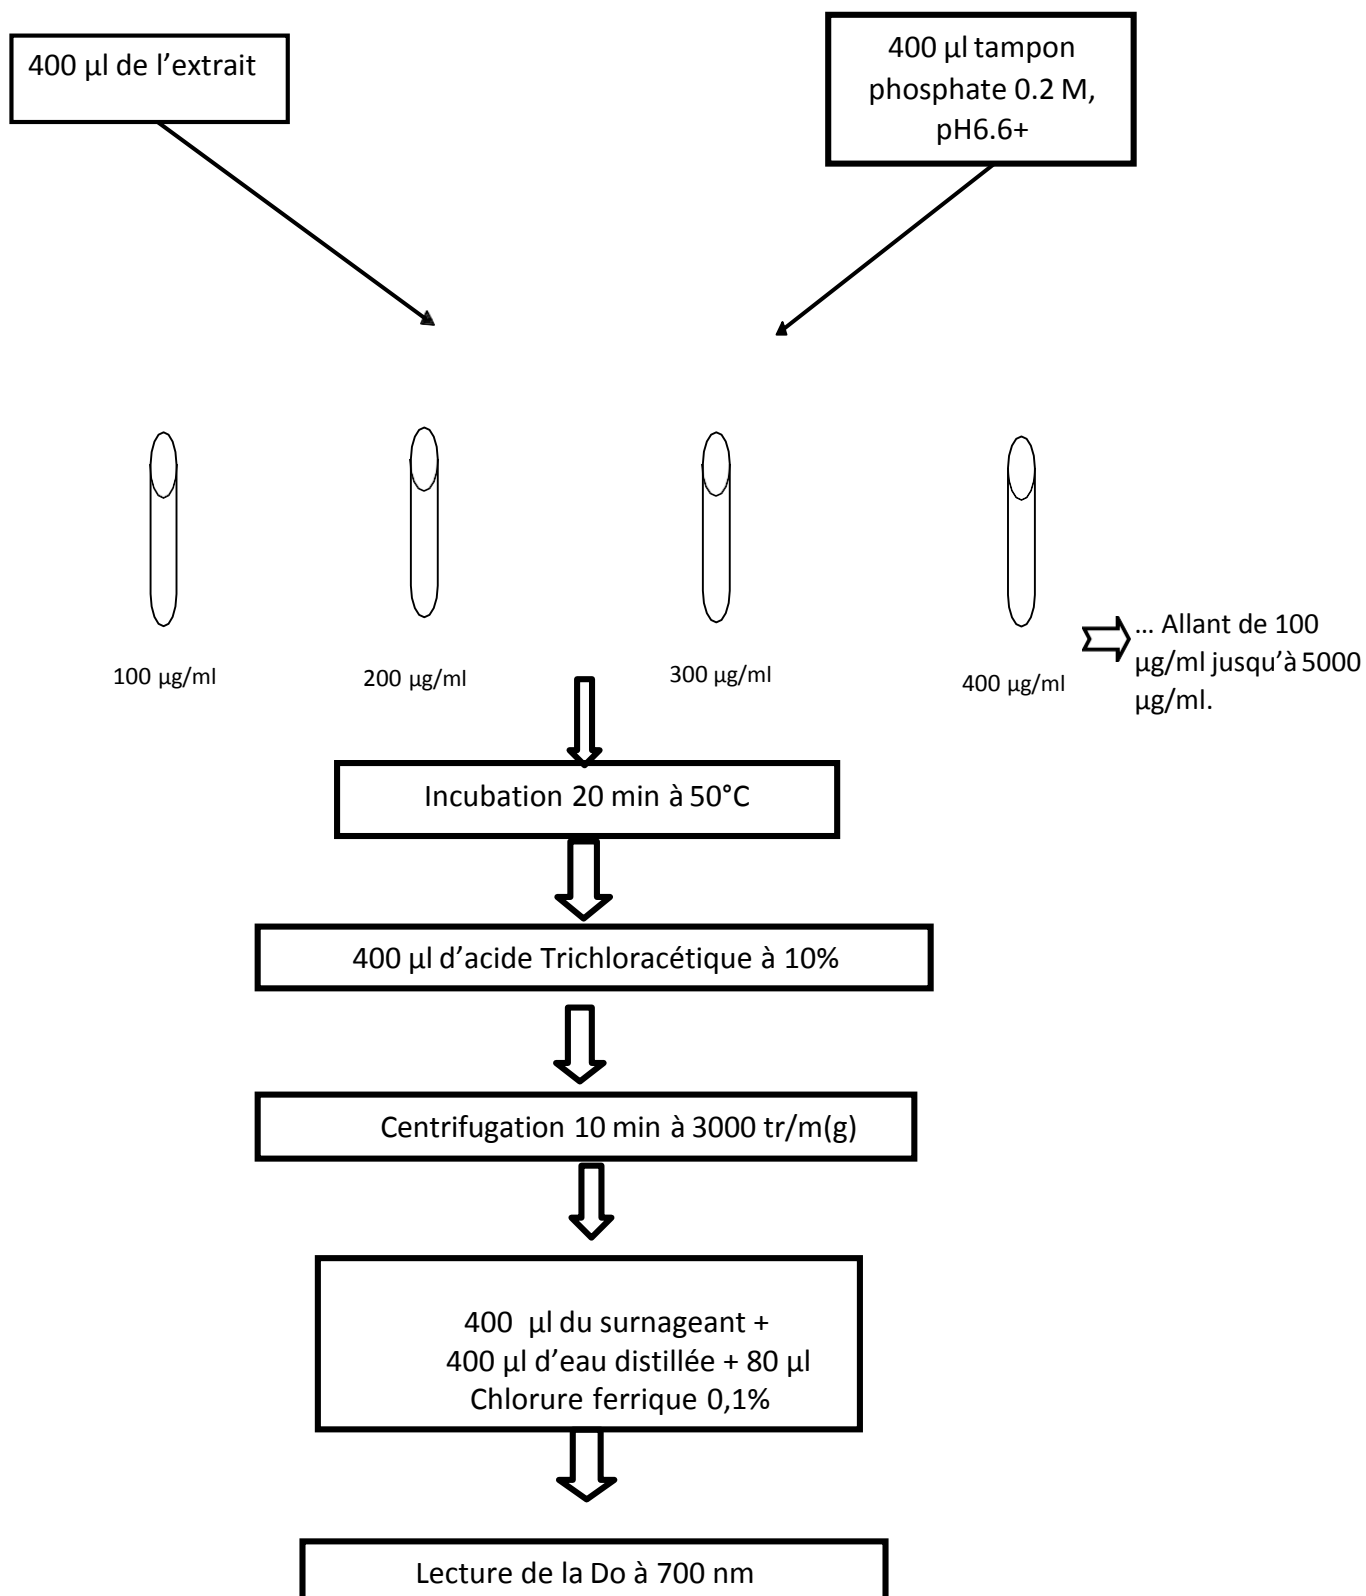 400 µl de l’extrait
400 µl tampon
phosphate 0.2 M,
pH6.6+
100 µg/ml
200 µg/ml
300 µg/ml
400 µg/ml
... Allant de 100
µg/ml jusqu’à 5000
µg/ml.
Incubation 20 min à 50°C
400 µl d’acide Trichloracétique à 10%
Centrifugation 10 min à 3000 tr/m(g)
400 µl du surnageant +
400 µl d’eau distillée + 80 µl
Chlorure ferrique 0,1%
Lecture de la Do à 700 nm